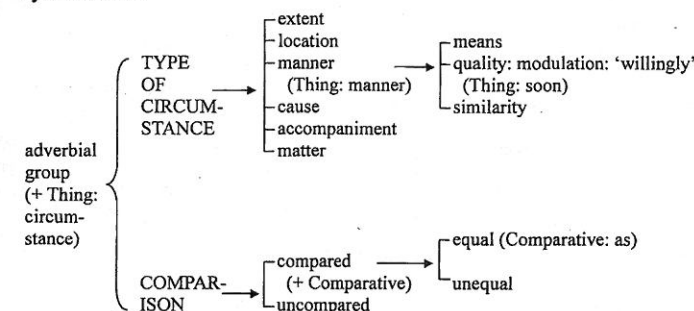 extent
location
TYPE manner means
OF (Thing: manner) quality: modulation: 'willingly'
CIRCUM- cause (Thing: soon)
STANCE accompaniment similarity
matter
adverbial
group
(+ Thing:
circum-
stance)
compared equal (Comparative: as)
COMPAR- (+ Comparative) unequal
ISON uncompared